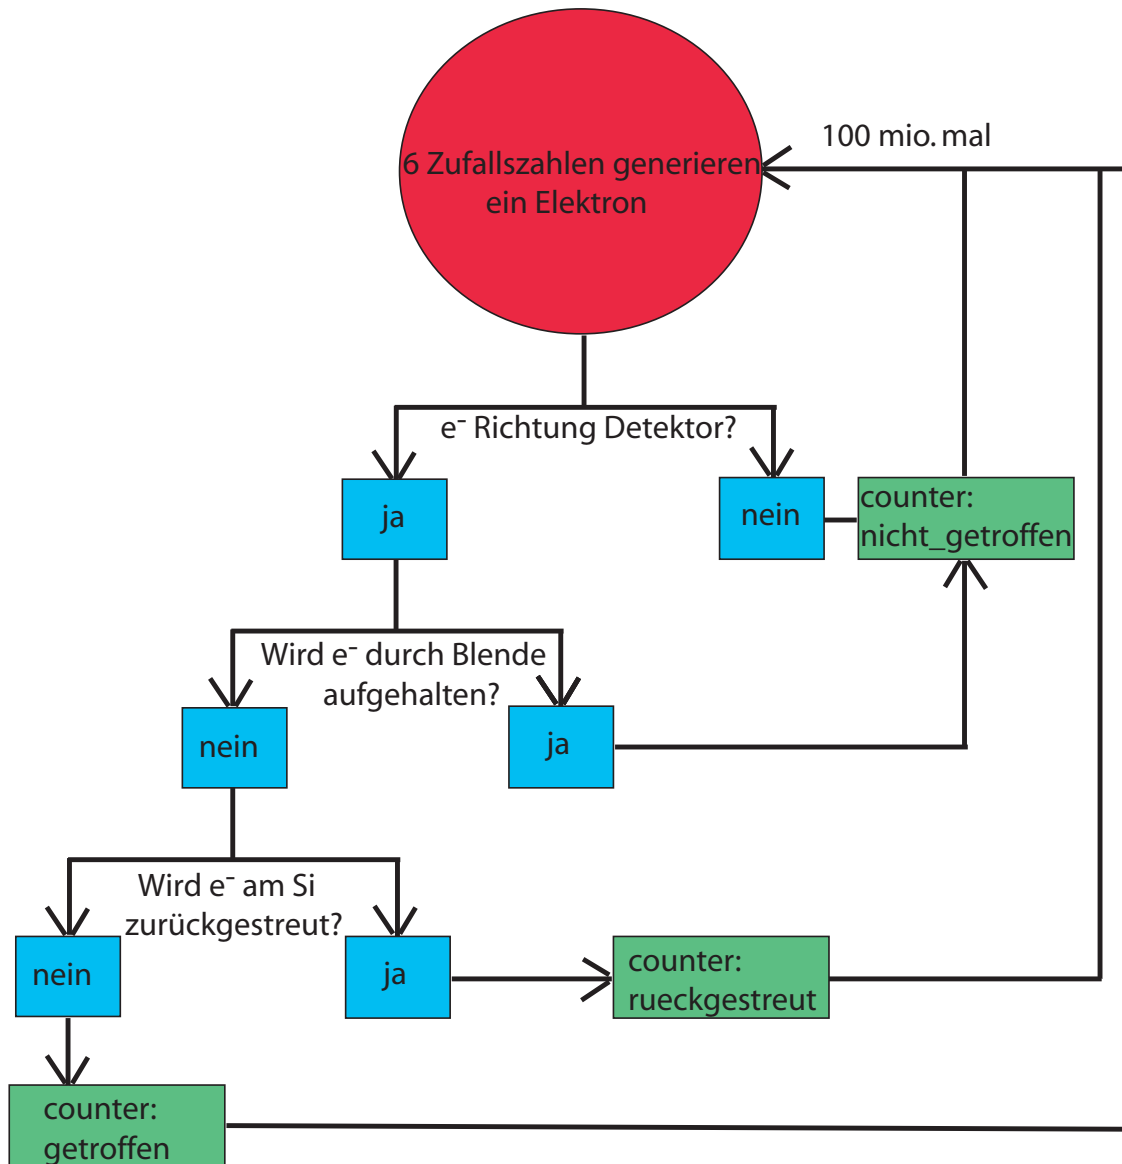 100 mio. mal
6 Zufallszahlen generieren
ein Elektron
e⁻ Richtung Detektor?
ja
nein
counter:
nicht_getroffen
Wird e⁻ durch Blende
aufgehalten?
nein
ja
Wird e⁻ am Si
zurückgestreut?
nein
ja
counter:
rueckgestreut
counter:
getroffen